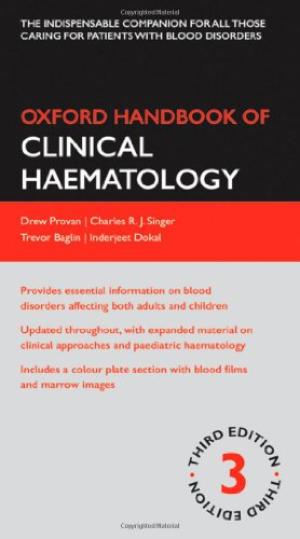 THE INDISPENSABLE COMPANION FOR ALL THOSE
CARING FOR PATIENTS WITH BLOOD DISORDERS
OXFORD HANDBOOK OF
CLINICAL
HAEMATOLOGY
Drew Provan | Charles R. J. Singer
Trevor Baglin | Inderjeet Dokal
Provides essential information on blood
disorders affecting both adults and children
Updated throughout, with expanded material on
clinical approaches and paediatric haematology
Includes a colour plate section with blood films
and marrow images
THIRD EDITION •
3
THIRD EDITION •